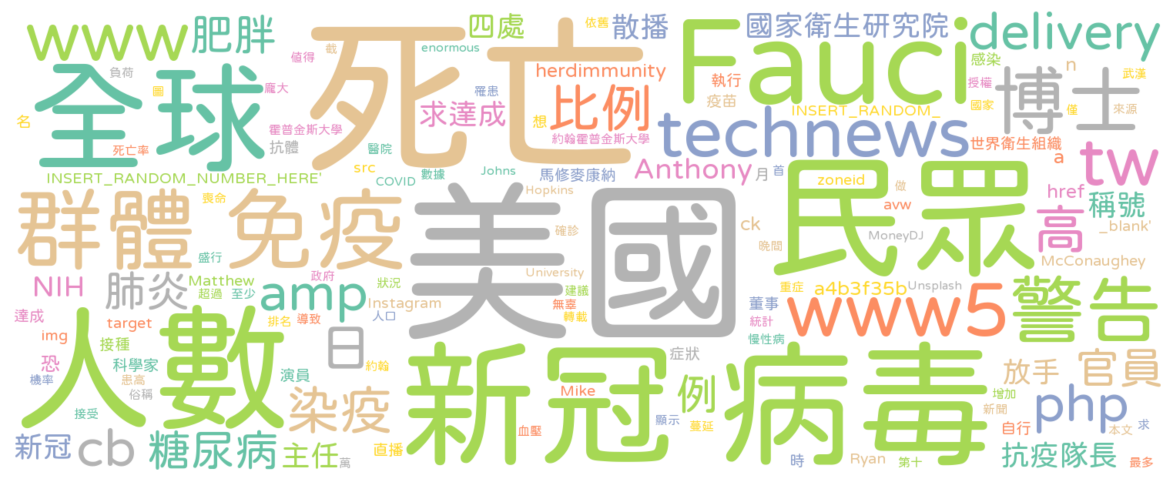 www
肥胖
四處
依舊
散播
國家衛生研究院
delivery
負荷
值得
截
enormous
死亡
Fauci
感染
n
武漢
全球
圖
龐大
herdimmunity
罹患
執行
授權
博士
求達成
比例
疫苗
國家
僅
來源
名
霍普金斯大學
想
INSERT_RANDOM_
technews
死亡率
抗體
醫院
約翰霍普金斯大學
世界衛生組織
INSERT_RANDOM_NUMBER_HERE'
src
數據
Johns
馬修麥康納
Anthony
月
首
a
tw
COVID
zoneid
做
href
稱號
群體
喪命
免疫
美國
Hopkins
民眾
avw
高
_blank'
確診
ck
MoneyDJ
盛行
晚間
McConaughey
NIH
肺炎
Matthew
政府
狀況
University
重症
a4b3f35b
Unsplash
超過
至少
amp
Instagram
建議
無辜
轉載
董事
www5
警告
達成
target
排名
導致
人口
統計
img
接種
人數
日
約翰
症狀
慢性病
恐
科學家
新冠
病毒
放手
官員
機率
患高
演員
俗稱
染疫
Mike
例
增加
接受
顯示
蔓延
新聞
php
血壓
自行
本文
求
新冠
cb
糖尿病
主任
萬
直播
時
Ryan
第十
抗疫隊長
最多